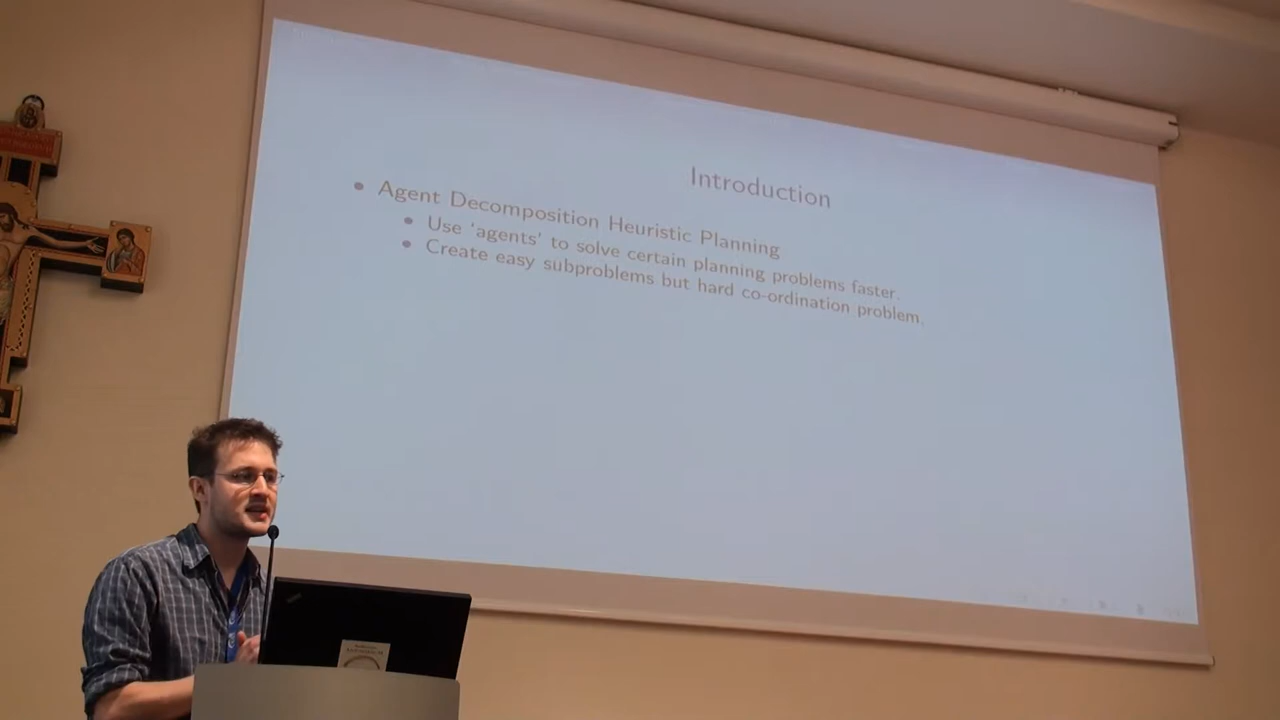 Introduction
Agent Decomposition Heuristic Planning
Use ‘agents’ to solve certain planning problems faster.
Create easy subproblems but hard co-ordination problem.